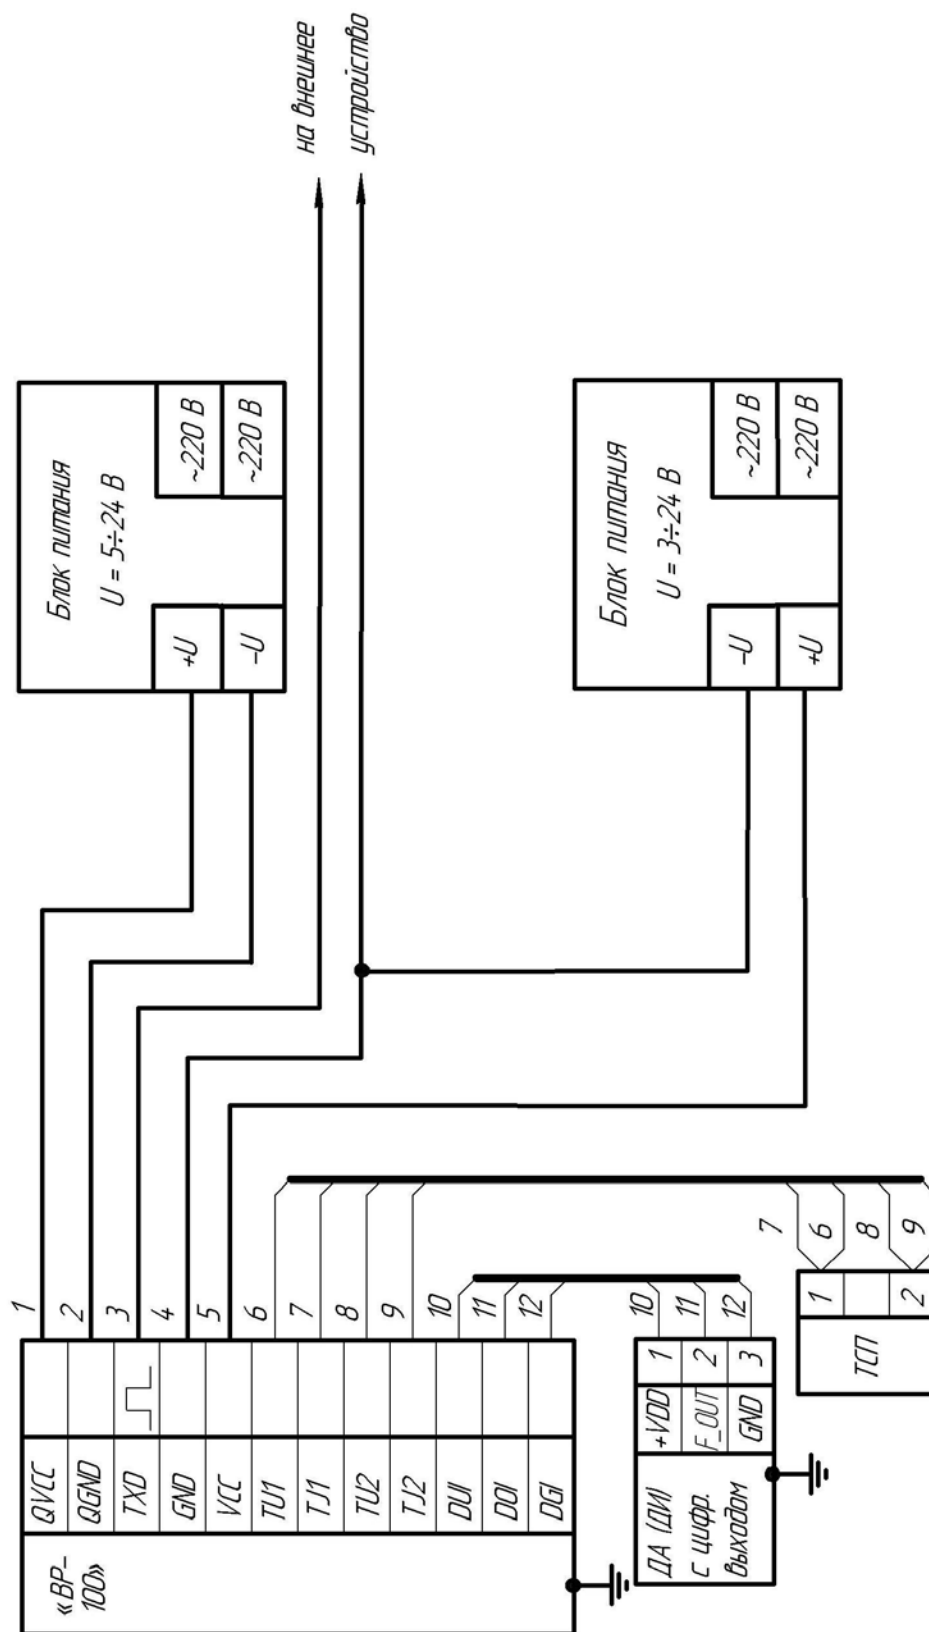 на внешнее
устройство
Блок питания
U = 5÷24 В
+U
-U
~220 В
~220 В
Блок питания
U = 3÷24 В
-U
+U
~220 В
~220 В
1
2
3
4
5
6
7
8
9
10
11
12
QVCC
QGND
TXD
GND
VCC
TU1
TJ1
TU2
TJ2
DUI
DOI
DGI
«ВР-
100»
10
11
12
+VDD 1
F_OUT 2
GND 3
ДА (ДИ)
с цифр.
выходом
7
6
8
9
1
2
ТСП